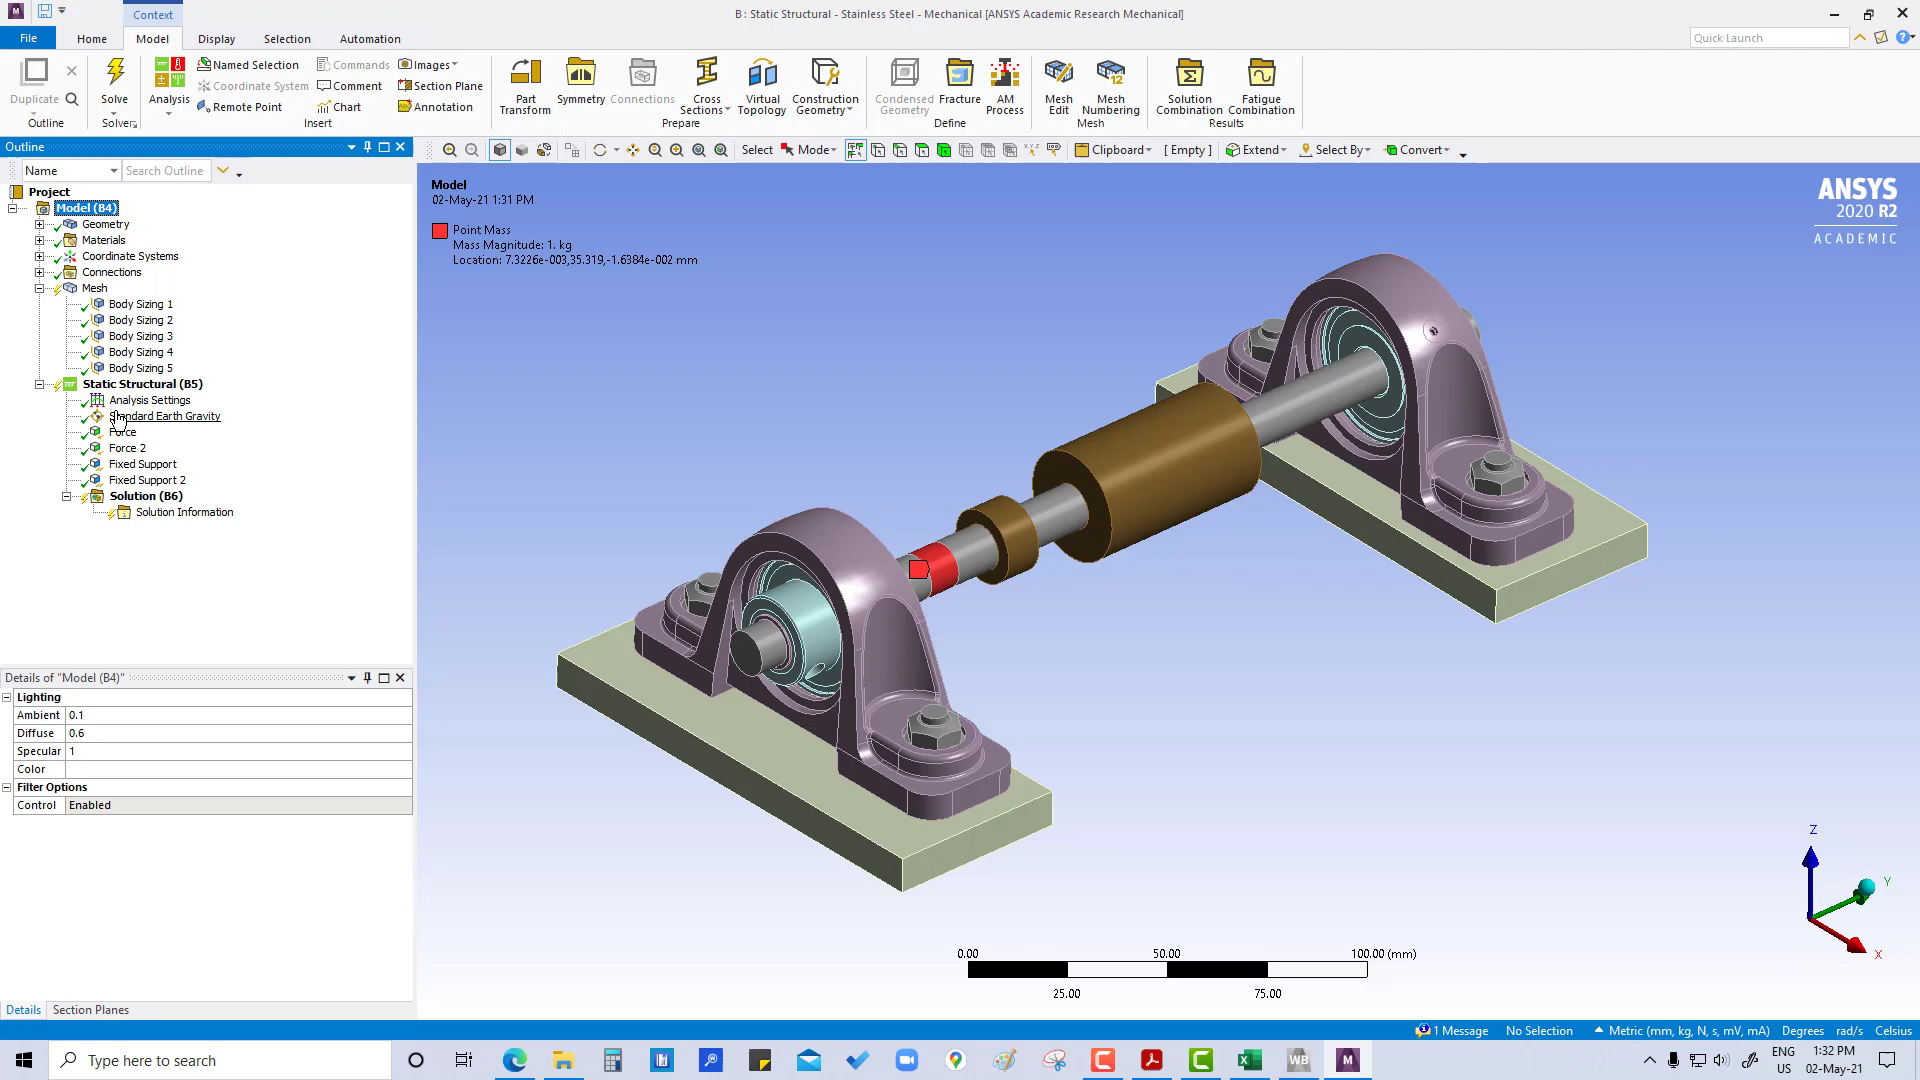 Context
B : Static Structural - Stainless Steel - Mechanical [ANSYS Academic Research Mechanical]
File Home Model Display Selection Automation
Quick Launch
Duplicate
Outline
Solve
Solver
Analysis
Named Selection
Coordinate System
Remote Point
Commands
Comment
Chart
Images
Section Plane
Annotation
Insert
Part Transform
Symmetry
Connections
Cross Sections
Virtual Topology
Construction Geometry
Prepare
Condensed Geometry
Fracture
AM Process
Define
Mesh Edit
Mesh Numbering
Mesh
Solution Combination
Fatigue Combination
Results
Outline
Select Mode Clipboard [ Empty ] Extend Select By Convert
Name Search Outline
Project
Model (B4)
Geometry
Materials
Coordinate Systems
Connections
Mesh
Body Sizing 1
Body Sizing 2
Body Sizing 3
Body Sizing 4
Body Sizing 5
Static Structural (B5)
Analysis Settings
Standard Earth Gravity
Force
Force 2
Fixed Support
Fixed Support 2
Solution (B6)
Solution Information
Model
02-May-21 1:31 PM
Point Mass
Mass Magnitude: 1. kg
Location: 7.3226e-003,35.319,-1.6384e-002 mm
ANSYS
2020 R2
ACADEMIC
Details of "Model (B4)"
Lighting
Ambient 0.1
Diffuse 0.6
Specular 1
Color
Filter Options
Control Enabled
Z
Y
X
0.00 50.00 100.00 (mm)
25.00 75.00
Details Section Planes
1 Message No Selection Metric (mm, kg, N, s, mV, mA) Degrees rad/s Celsius
Type here to search
WB
M
ENG
US
1:32 PM
02-May-21